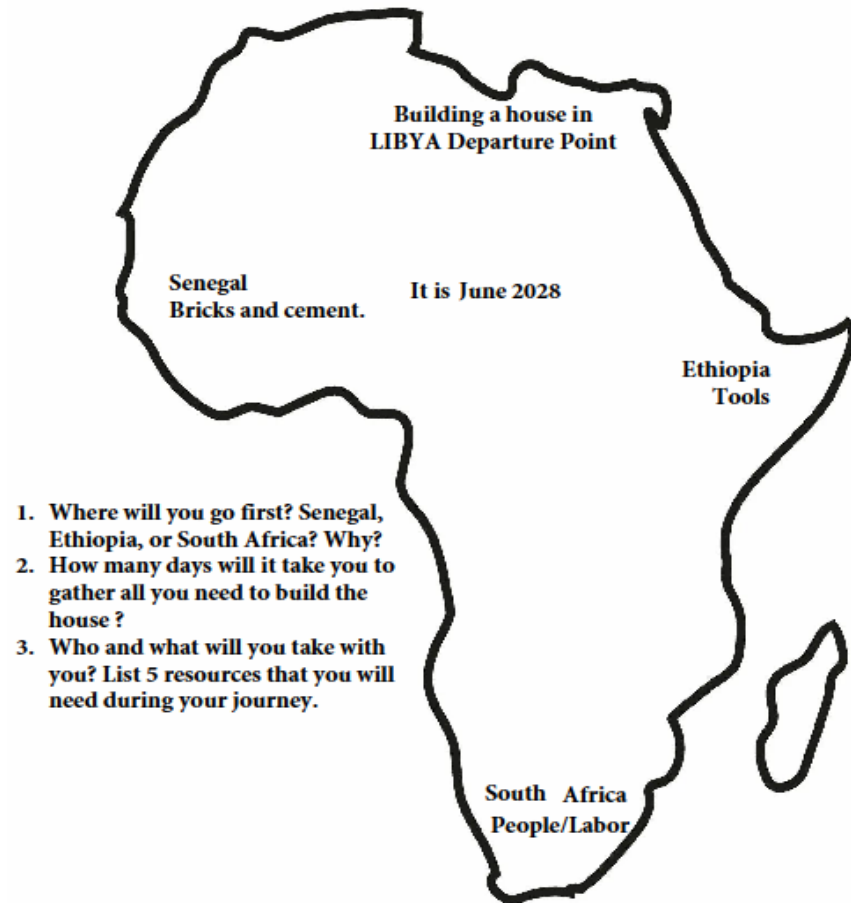 Building a house in
LIBYA Departure Point
Senegal
Bricks and cement.
It is June 2028
Ethiopia
Tools
1. Where will you go first? Senegal,
Ethiopia, or South Africa? Why?
2. How many days will it take you to
gather all you need to build the
house ?
3. Who and what will you take with
you? List 5 resources that you will
need during your journey.
South Africa
People/Labor